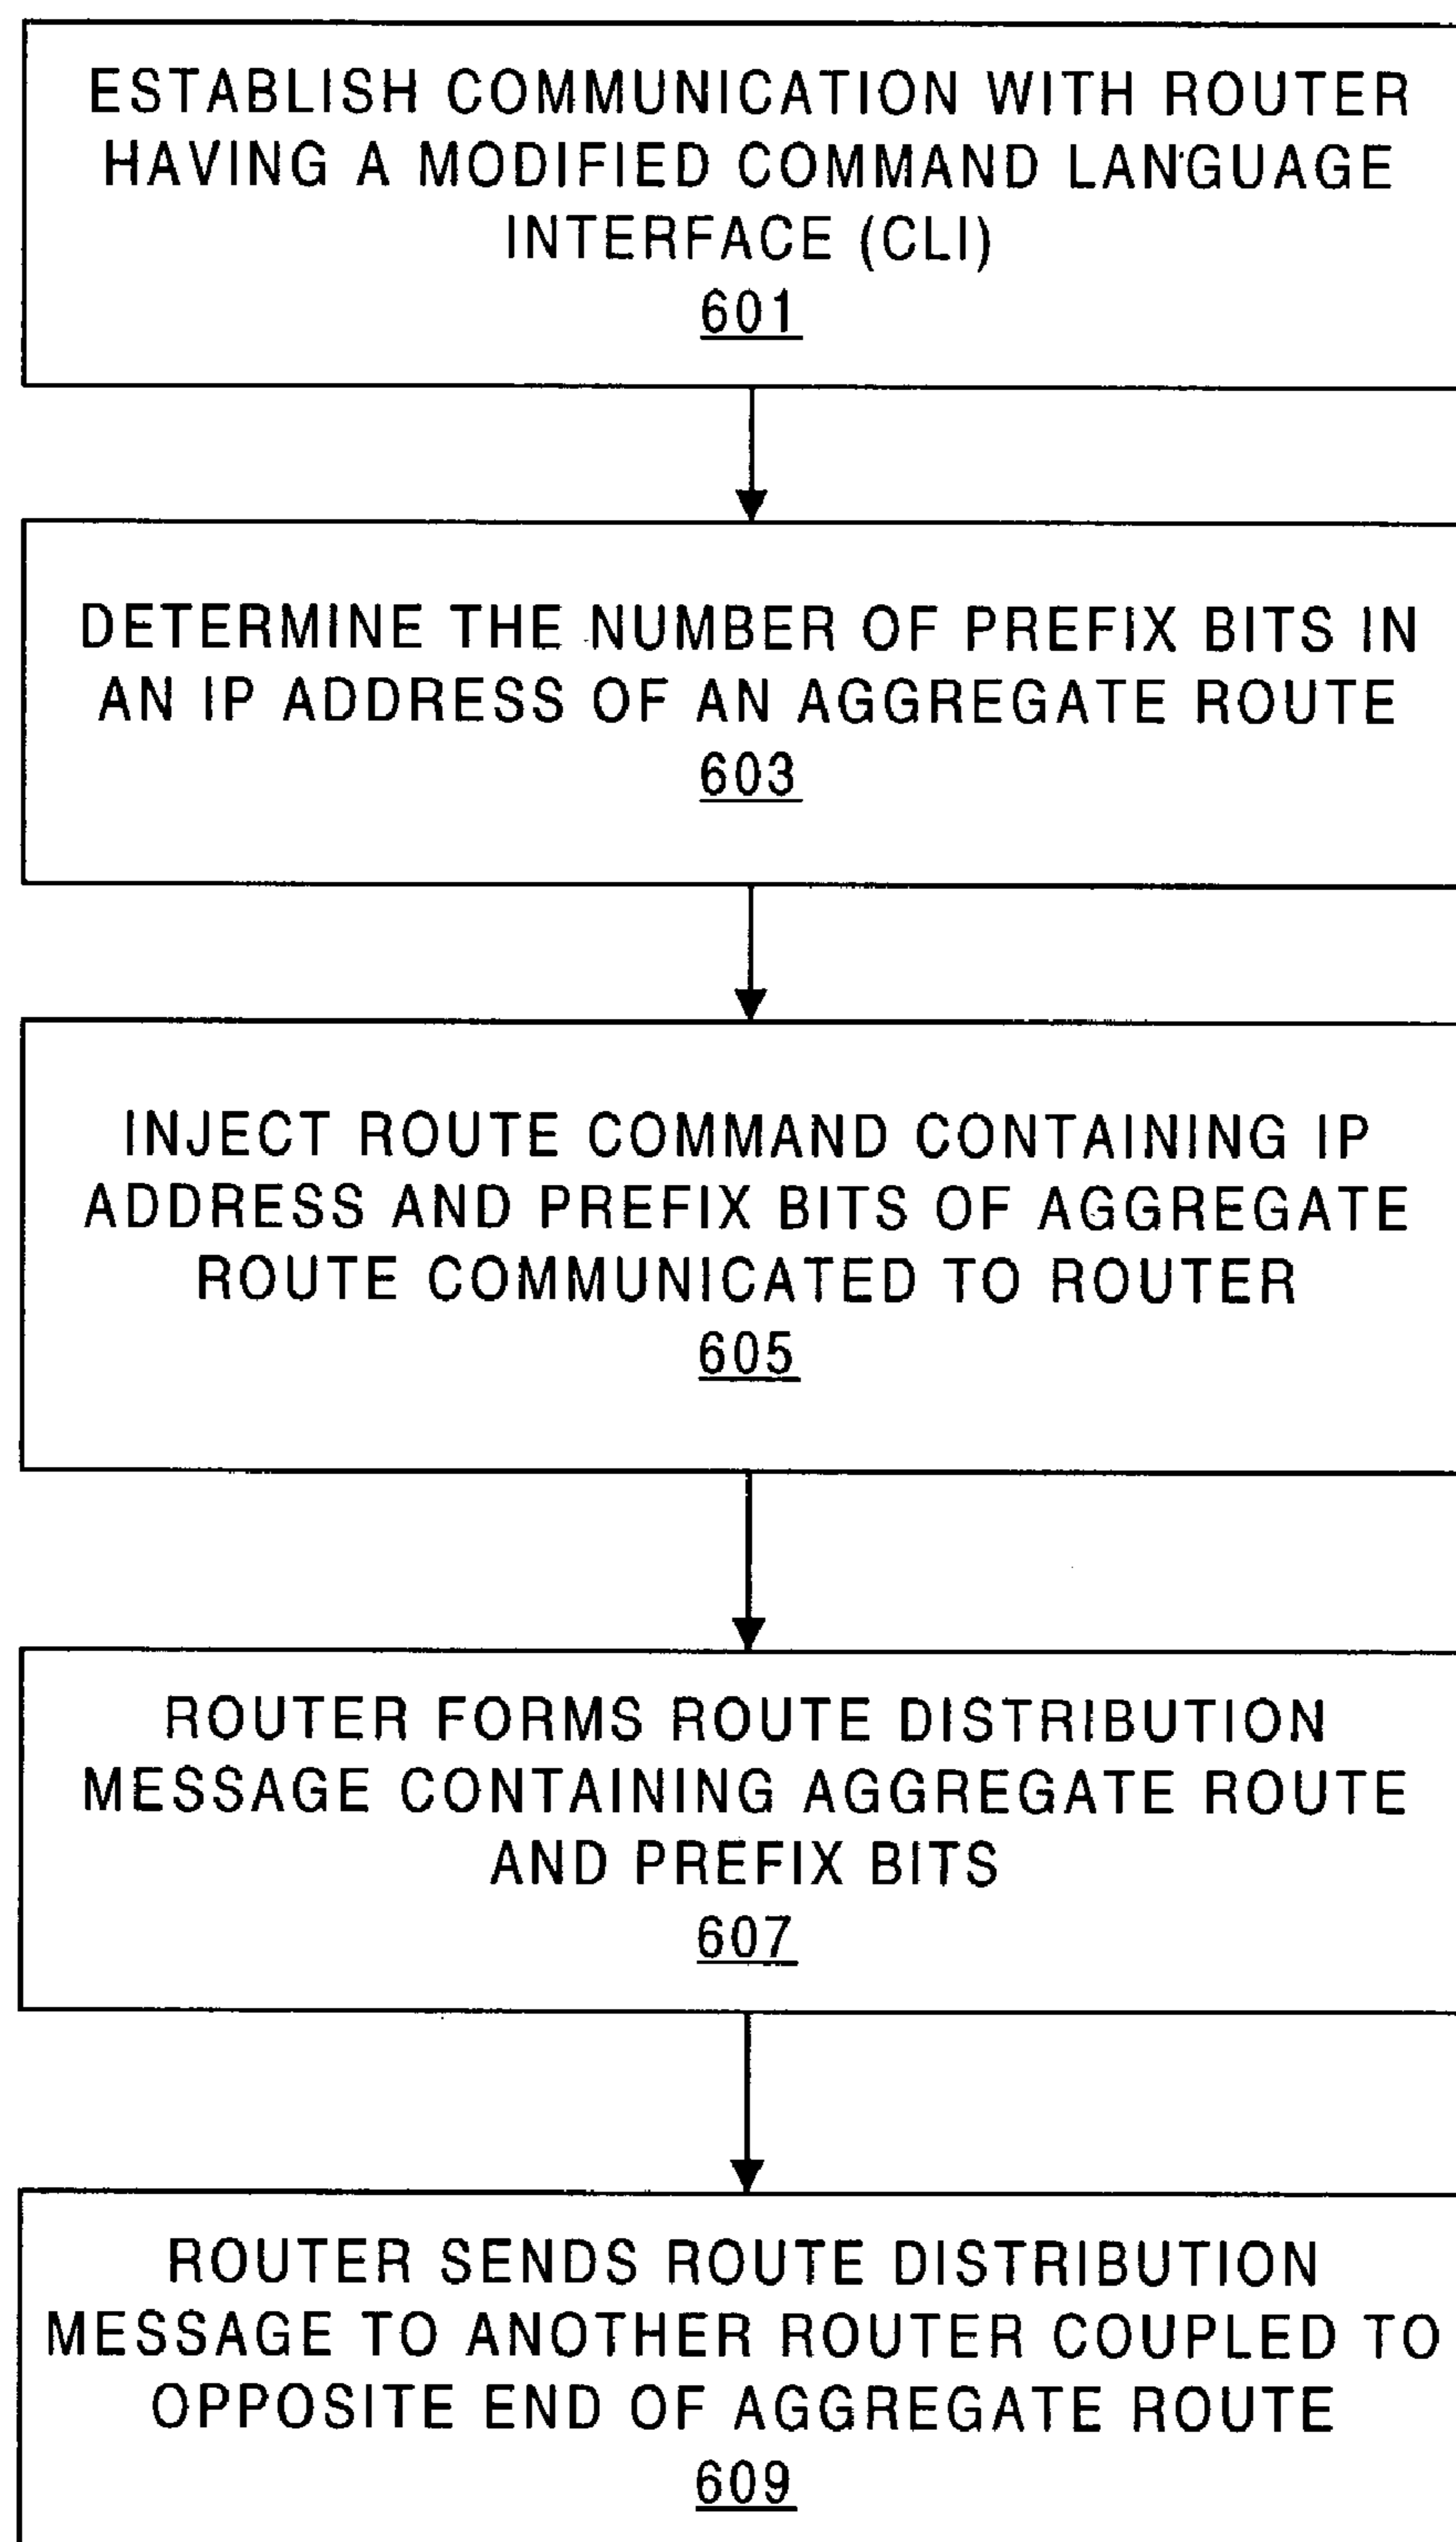 ESTABLISH COMMUNICATION WITH ROUTER
HAVING A MODIFIED COMMAND LANGUAGE
INTERFACE (CLI)
601
DETERMINE THE NUMBER OF PREFIX BITS IN
AN IP ADDRESS OF AN AGGREGATE ROUTE
603
INJECT ROUTE COMMAND CONTAINING IP
ADDRESS AND PREFIX BITS OF AGGREGATE
ROUTE COMMUNICATED TO ROUTER
605
ROUTER FORMS ROUTE DISTRIBUTION
MESSAGE CONTAINING AGGREGATE ROUTE
AND PREFIX BITS
607
ROUTER SENDS ROUTE DISTRIBUTION
MESSAGE TO ANOTHER ROUTER COUPLED TO
OPPOSITE END OF AGGREGATE ROUTE
609